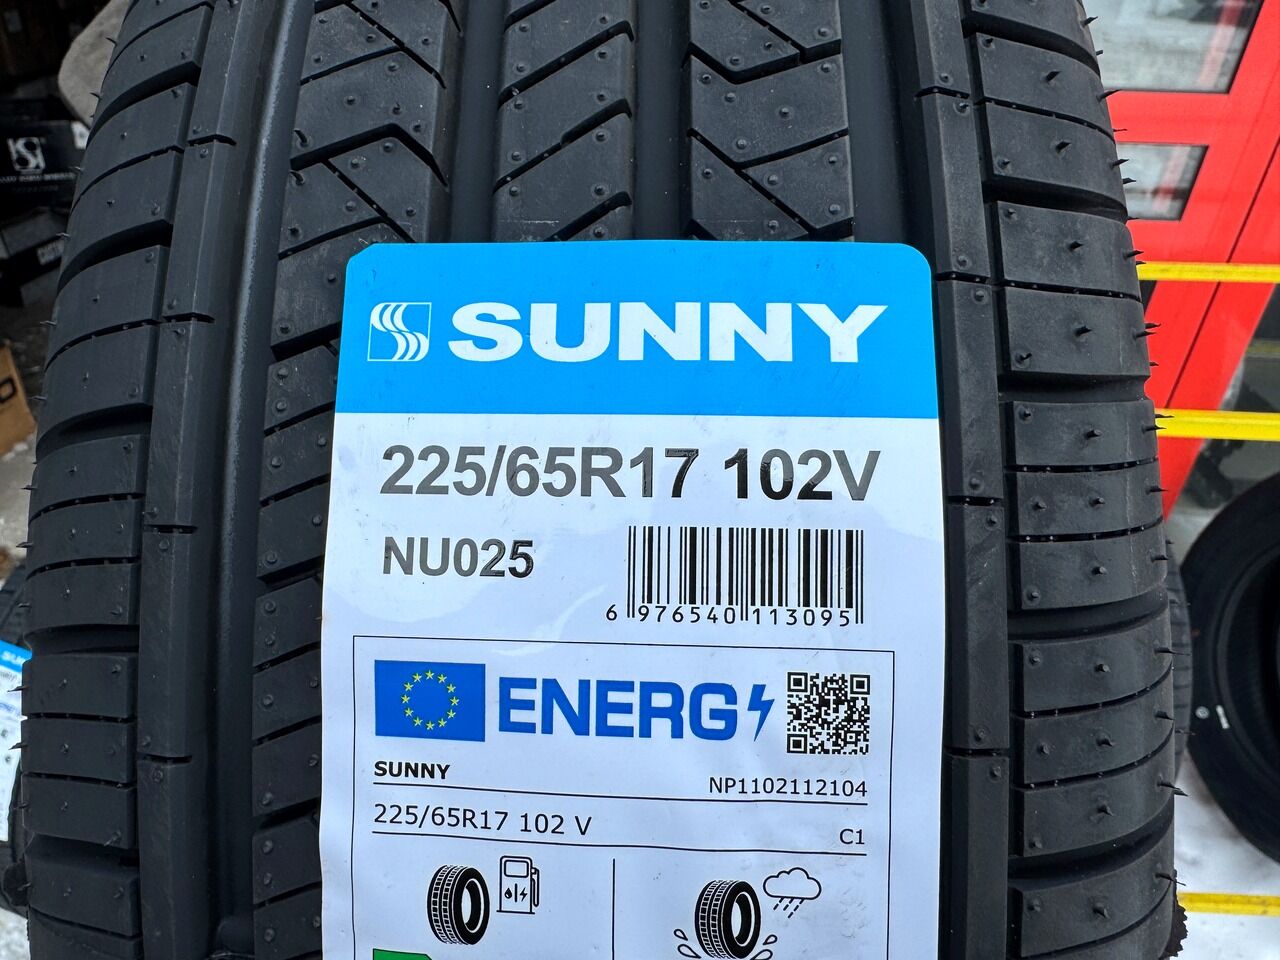 SUNNY
225/65R17 102V
NU025
6 976540 113095
ENERG
SUNNY
NP1102112104
225/65R17 102 V
C1